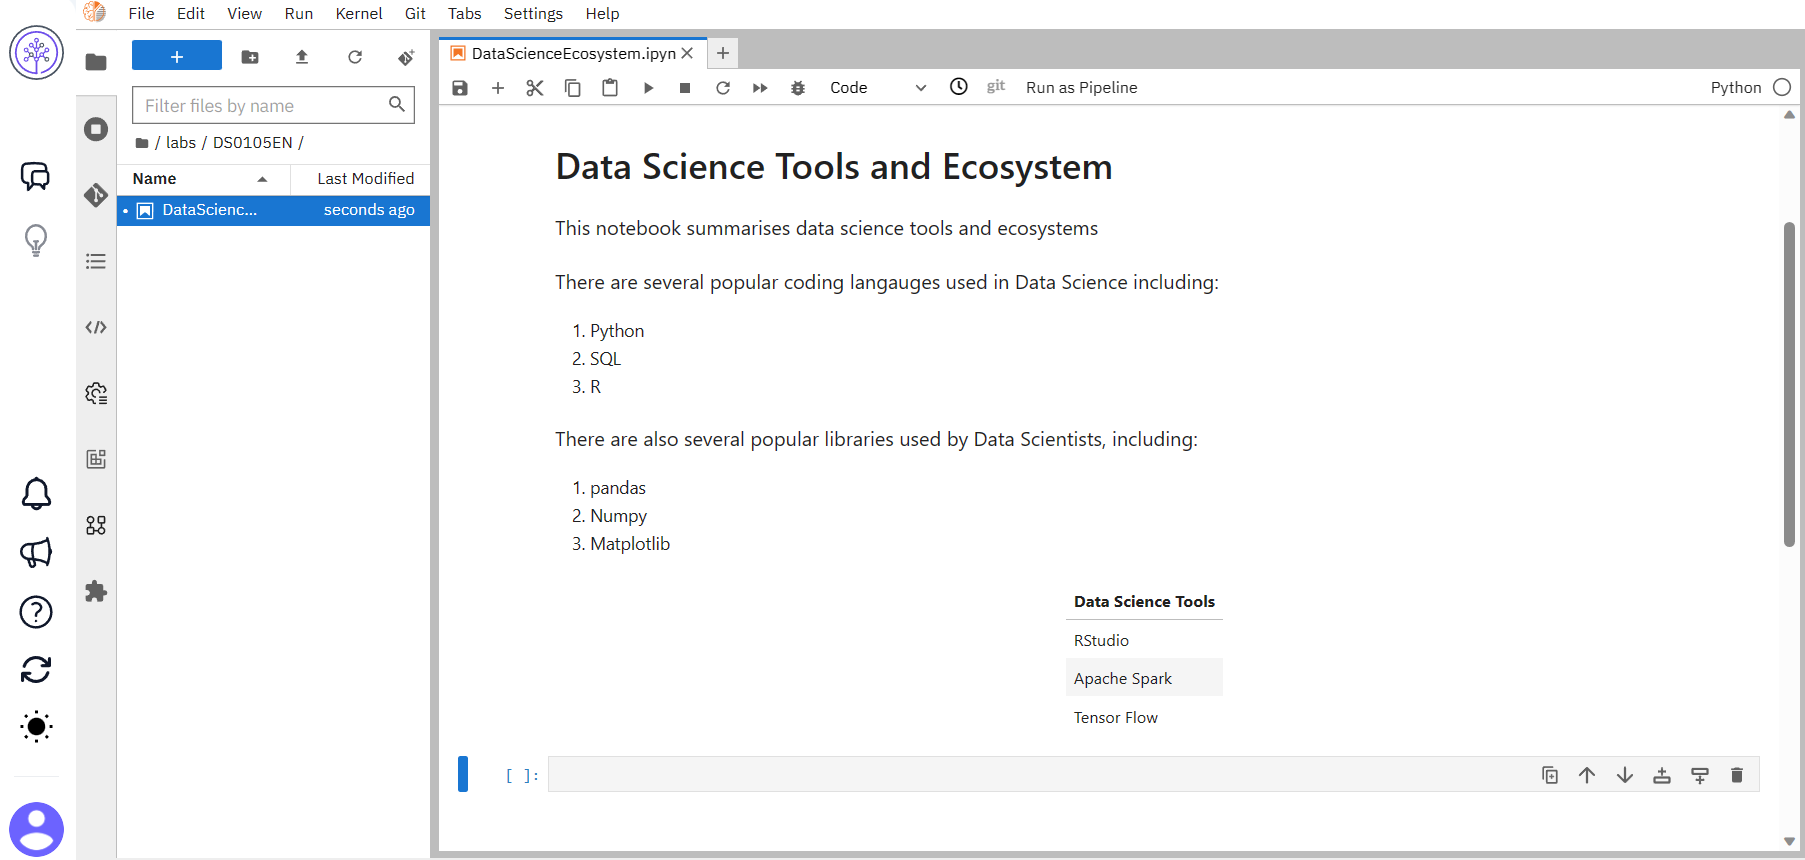 File Edit View Run Kernel Git Tabs Settings Help
DataScienceEcosystem.ipyn
Code git Run as Pipeline Python
Filter files by name
/ labs / DS0105EN /
Name Last Modified
DataScienc... seconds ago
Data Science Tools and Ecosystem
This notebook summarises data science tools and ecosystems
There are several popular coding langauges used in Data Science including:
1. Python
2. SQL
3. R
There are also several popular libraries used by Data Scientists, including:
1. pandas
2. Numpy
3. Matplotlib
Data Science Tools
RStudio
Apache Spark
Tensor Flow
[ ]: